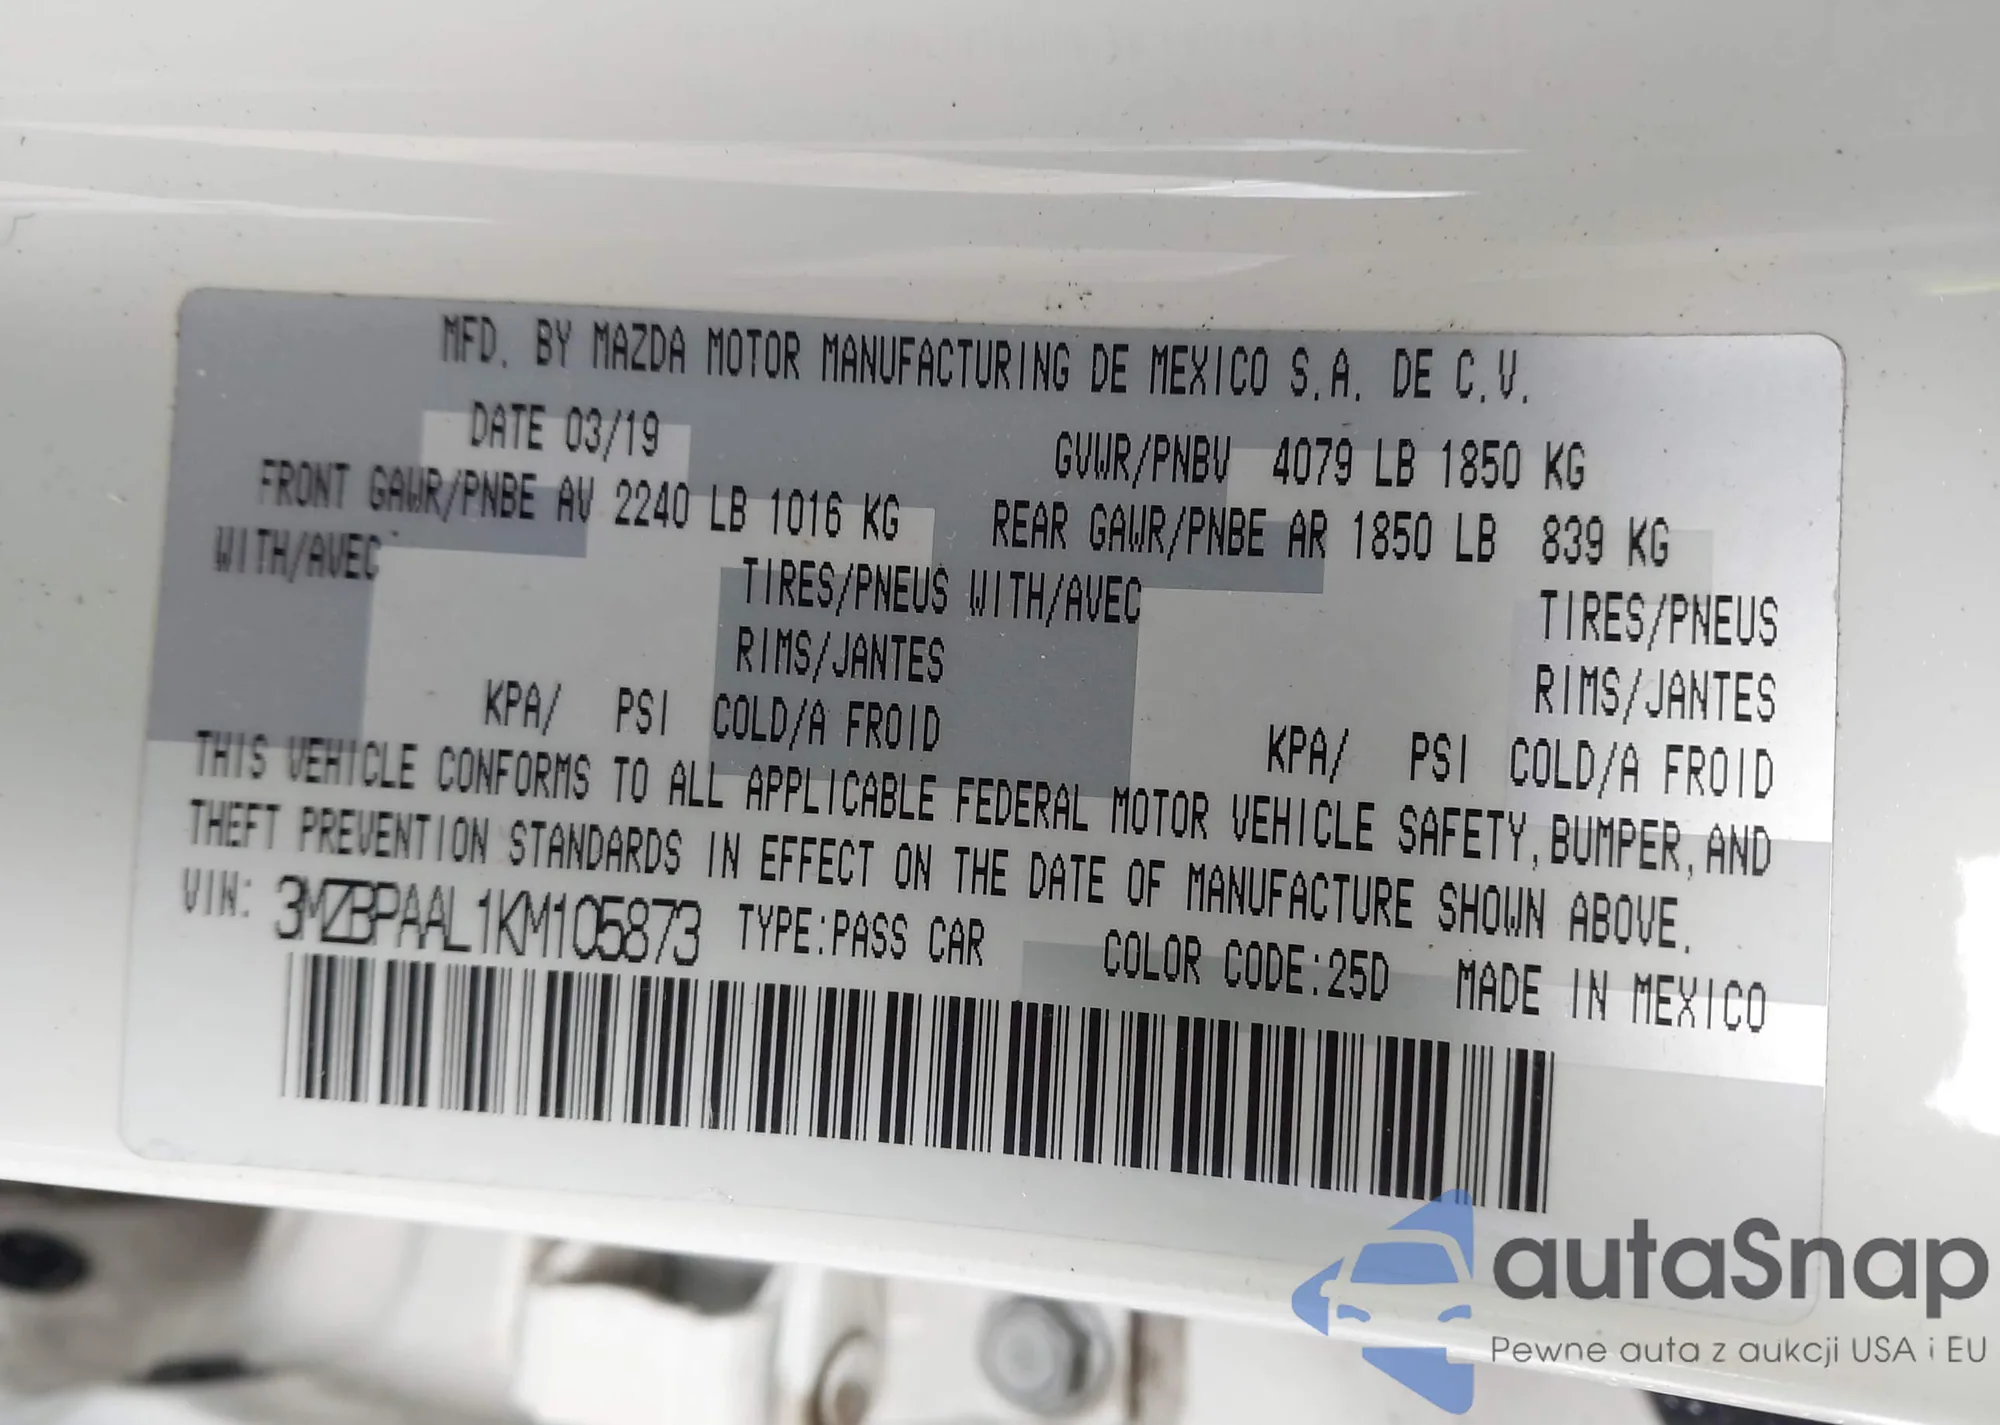 MFD. BY MAZDA MOTOR MANUFACTURING DE MEXICO S.A. DE C.V.
DATE 03/19 GVWR/PNBV 4079 LB 1850 KG
FRONT GAWR/PNBE AV 2240 LB 1016 KG REAR GAWR/PNBE AR 1850 LB 839 KG
WITH/AVEC TIRES/PNEUS WITH/AVEC TIRES/PNEUS
RIMS/JANTES RIMS/JANTES
KPA/ PSI COLD/A FROID KPA/ PSI COLD/A FROID
THIS VEHICLE CONFORMS TO ALL APPLICABLE FEDERAL MOTOR VEHICLE SAFETY,BUMPER,AND
THEFT PREVENTION STANDARDS IN EFFECT ON THE DATE OF MANUFACTURE SHOWN ABOVE.
VIN: 3MZBPAAL1KM105873 TYPE:PASS CAR COLOR CODE:25D MADE IN MEXICO
autaSnap
Pewne auta z aukcji USA i EU